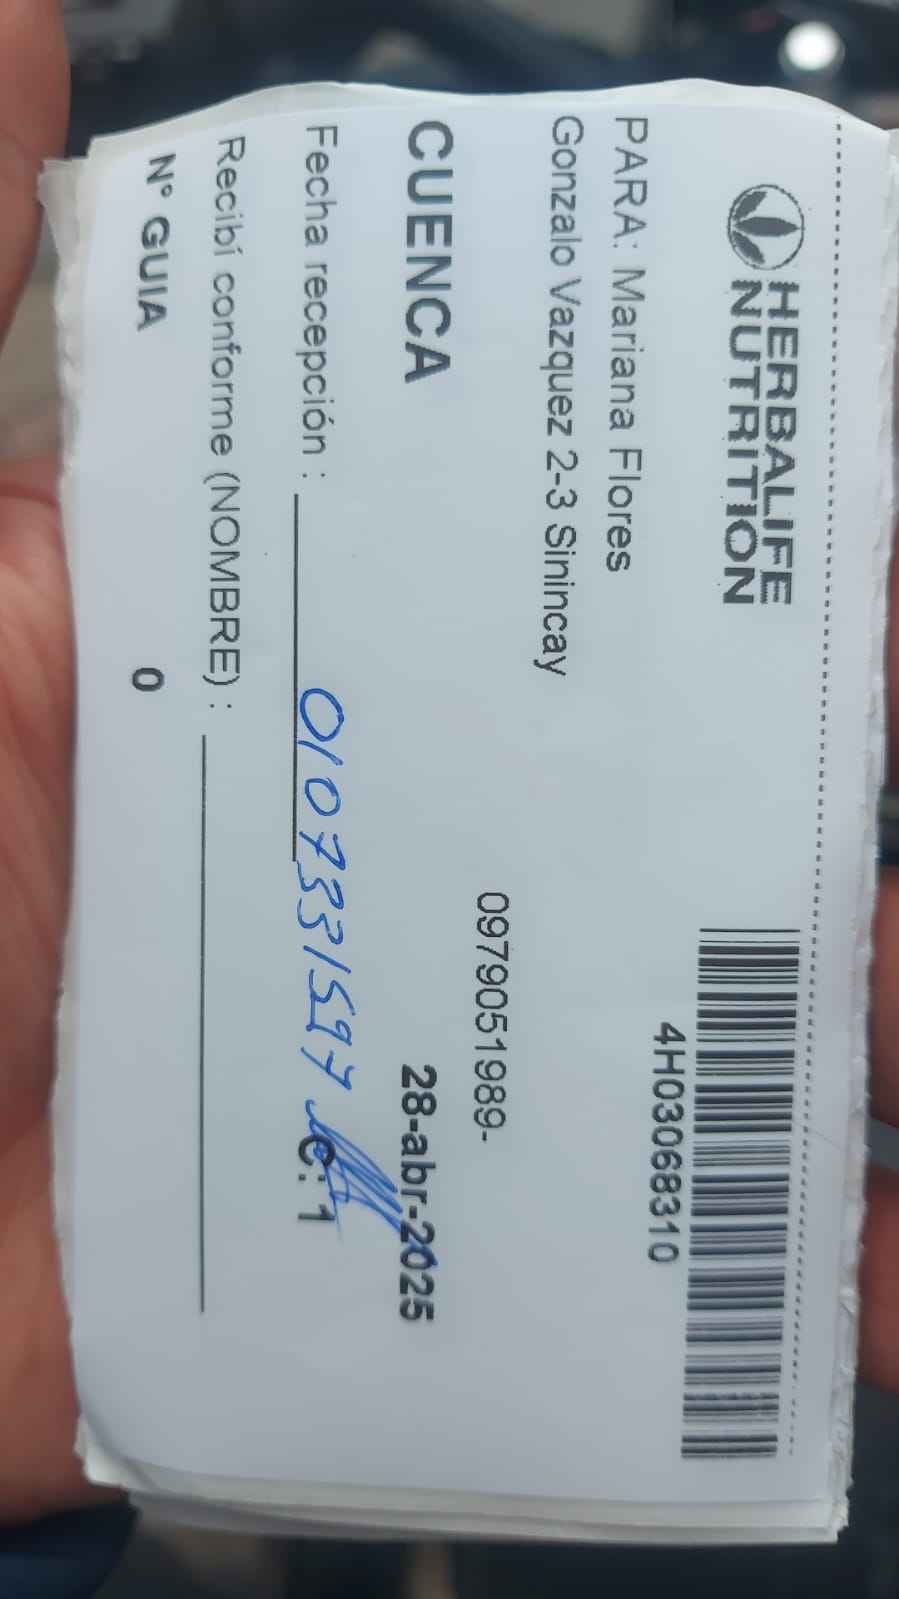 HERBALIFE
NUTRITION
4H03068310
PARA: Mariana Flores
Gonzalo Vazquez 2-3 Sinincay
0979051989-
CUENCA
28-abr-2025
Fecha recepción :
0107331597
C: 1
Recibí conforme (NOMBRE) :
N° GUIA
0